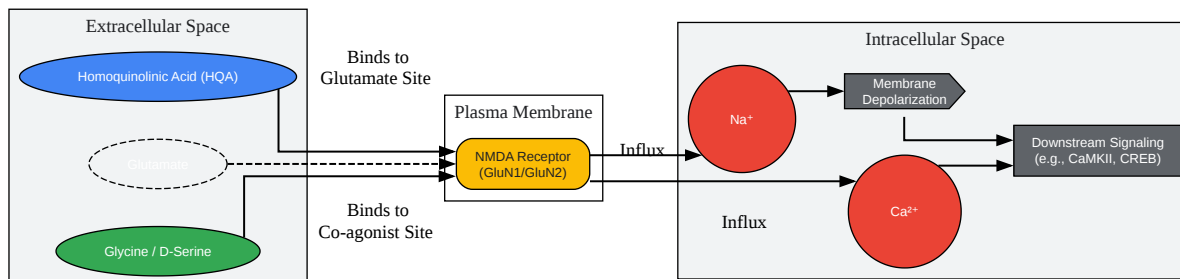 Extracellular Space
Homoquinolinic Acid (HQA)
Glutamate
Glycine / D-Serine
Binds to
Glutamate Site
Binds to
Co-agonist Site
Plasma Membrane
NMDA Receptor
(GluN1/GluN2)
Influx
Influx
Intracellular Space
Na⁺
Ca²⁺
Membrane
Depolarization
Downstream Signaling
(e.g., CaMKII, CREB)